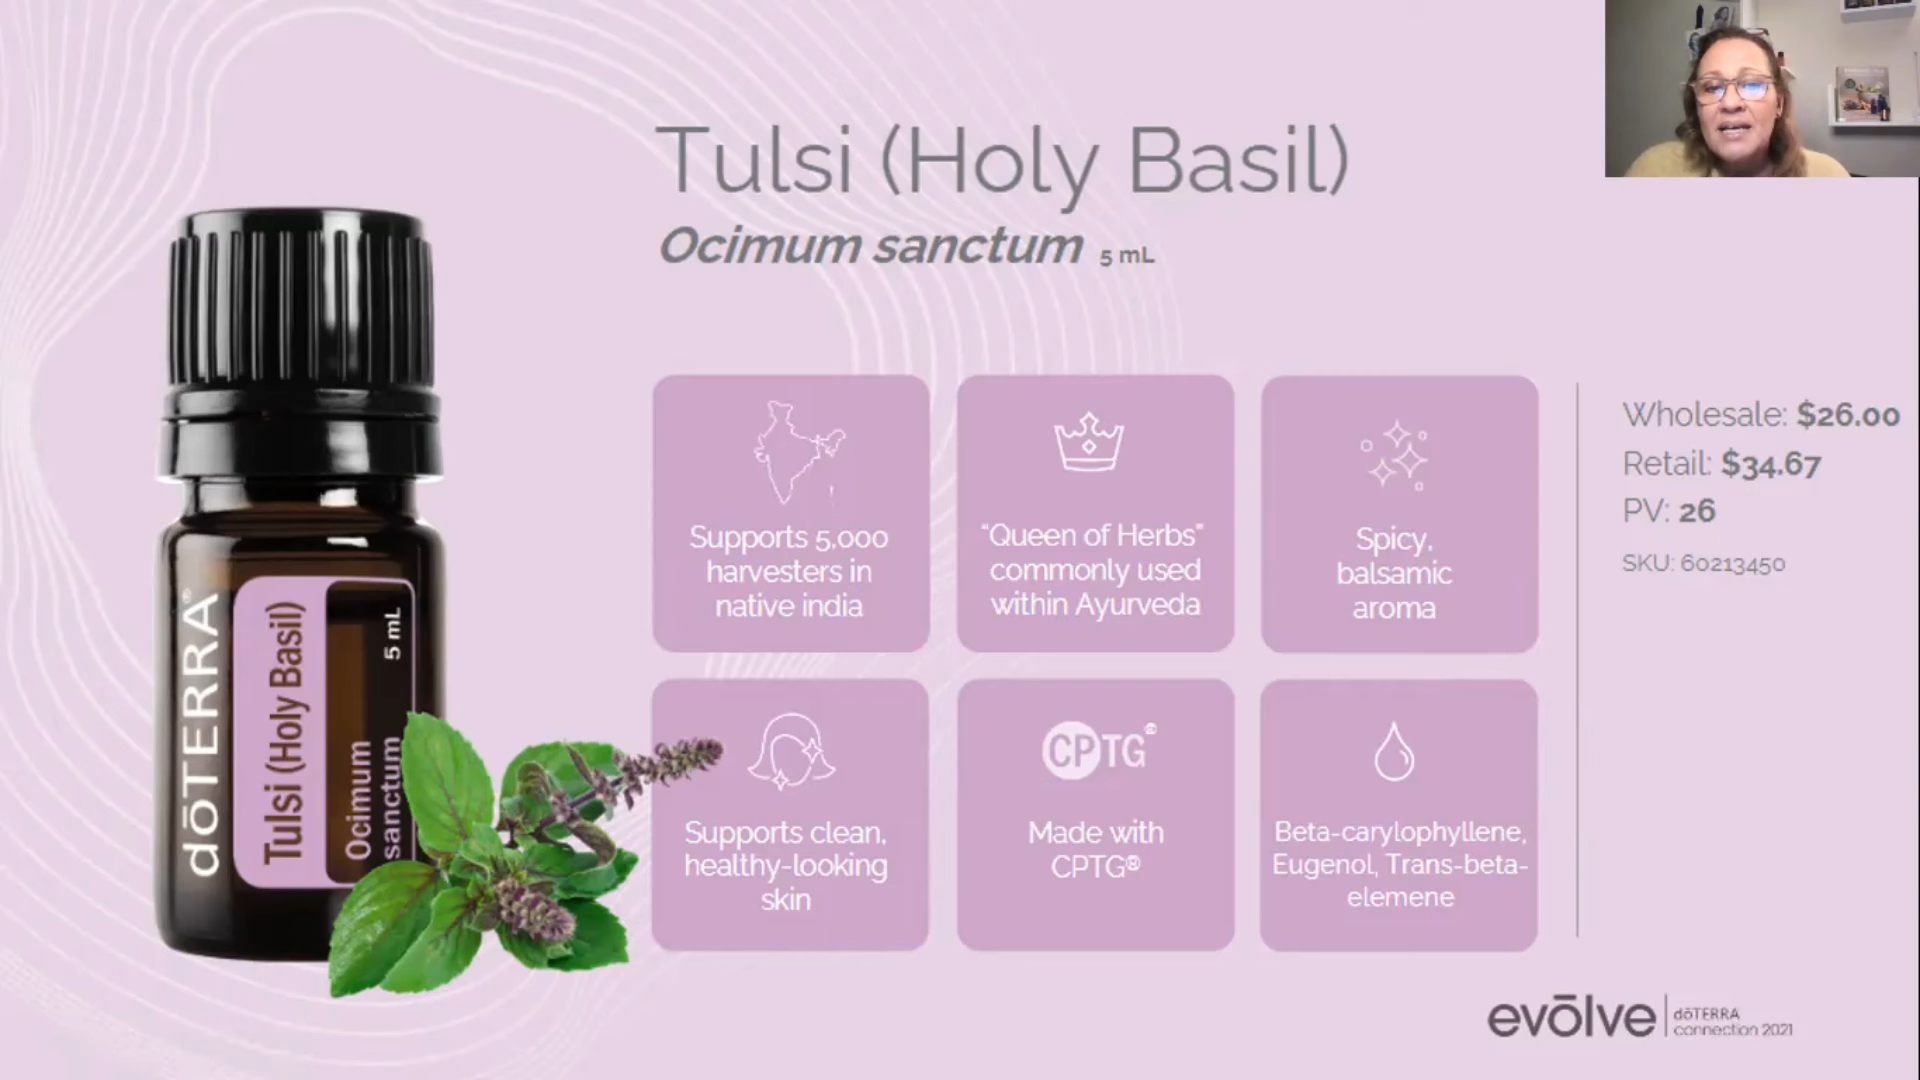 Tulsi (Holy Basil)
Ocimum sanctum 5 mL
Supports 5,000
harvesters in
native india
"Queen of Herbs"
commonly used
within Ayurveda
Spicy,
balsamic
aroma
Wholesale: $26.00
Retail: $34.67
PV: 26
SKU: 60213450
Supports clean,
healthy-looking
skin
CPTG®
Made with
CPTG®
Beta-carylophyllene,
Eugenol, Trans-beta-
elemene
dōTERRA®
Tulsi (Holy Basil)
Ocimum
sanctum
5 mL
evōlve
dōTERRA
connection 2021